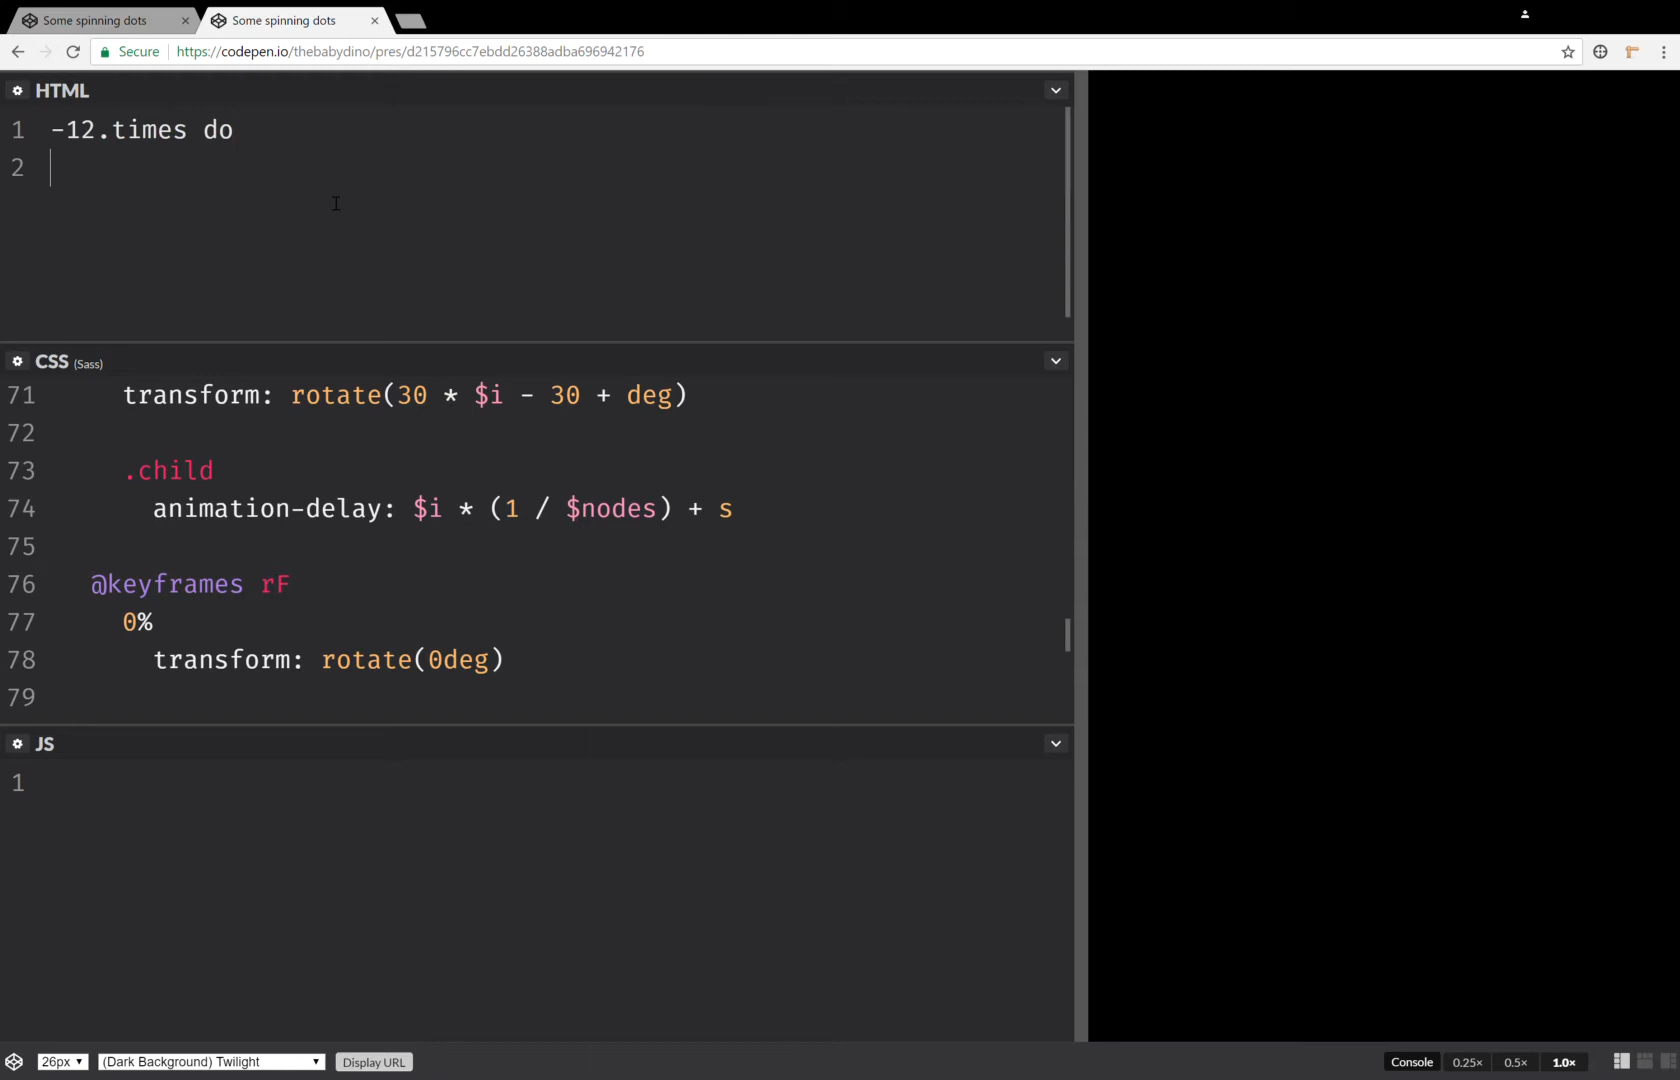 Some spinning dots
Some spinning dots
Secure https://codepen.io/thebabydino/pres/d215796cc7ebdd26388adba696942176
HTML
1 -12.times do
2
CSS (Sass)
71 transform: rotate(30 * $i - 30 + deg)
72
73 .child
74 animation-delay: $i * (1 / $nodes) + s
75
76 @keyframes rF
77 0%
78 transform: rotate(0deg)
79
JS
1
26px (Dark Background) Twilight Display URL Console 0.25× 0.5× 1.0×